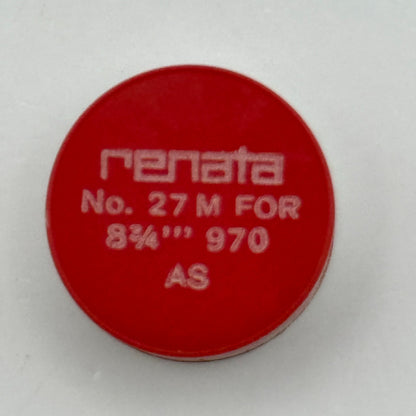 renata
No. 27 M FOR
8¾''' 970
AS